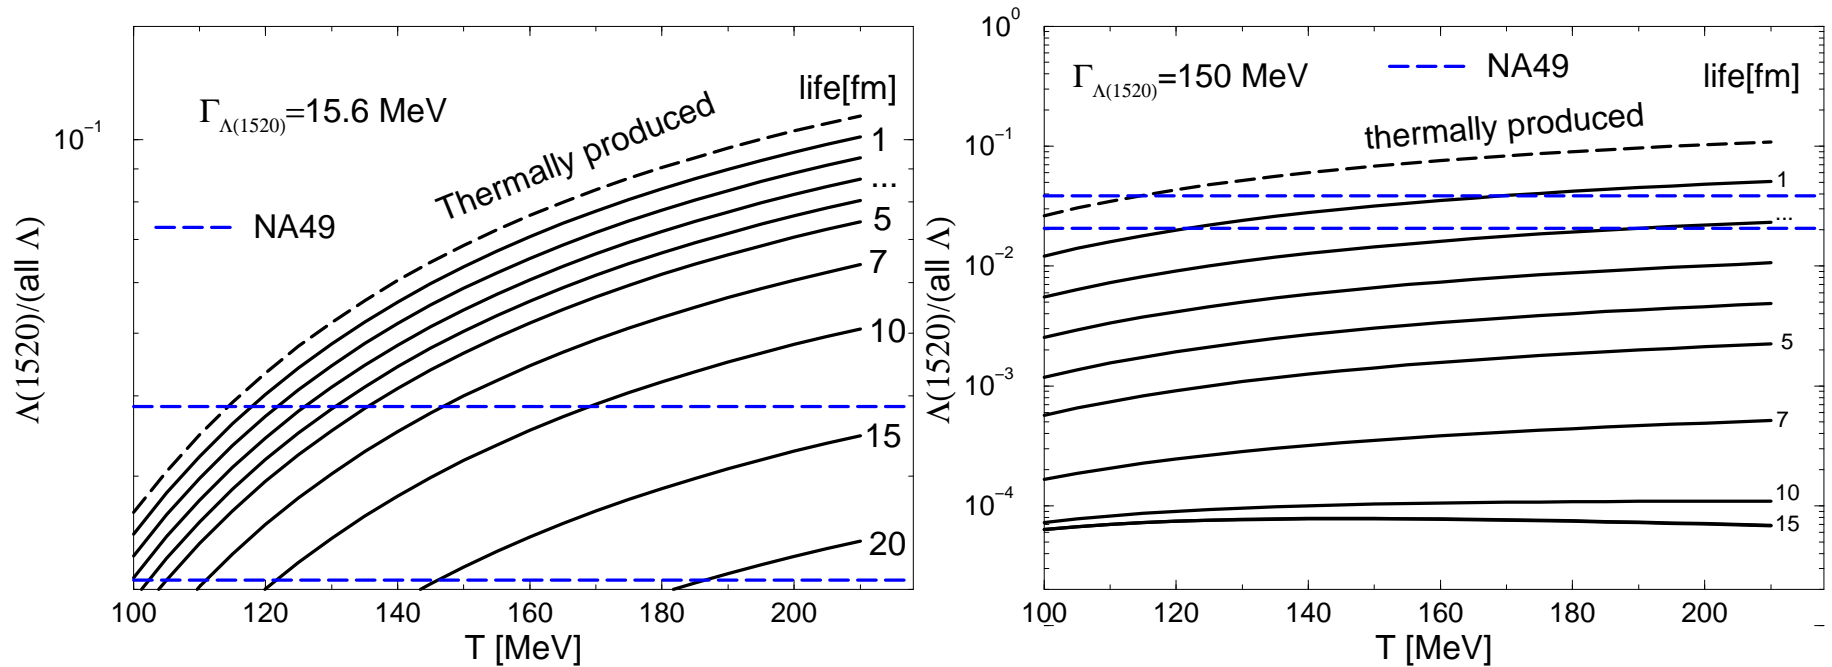 life[fm]
Γ_Λ(1520)=15.6 MeV
Thermally produced
NA49
10⁻¹
1
...
5
7
10
15
20
Λ(1520)/(all Λ)
100 120 140 160 180 200
T [MeV]
10⁰
Γ_Λ(1520)=150 MeV
NA49
life[fm]
thermally produced
10⁻¹
10⁻²
10⁻³
10⁻⁴
1
...
5
7
10
15
Λ(1520)/(all Λ)
100 120 140 160 180 200
T [MeV]